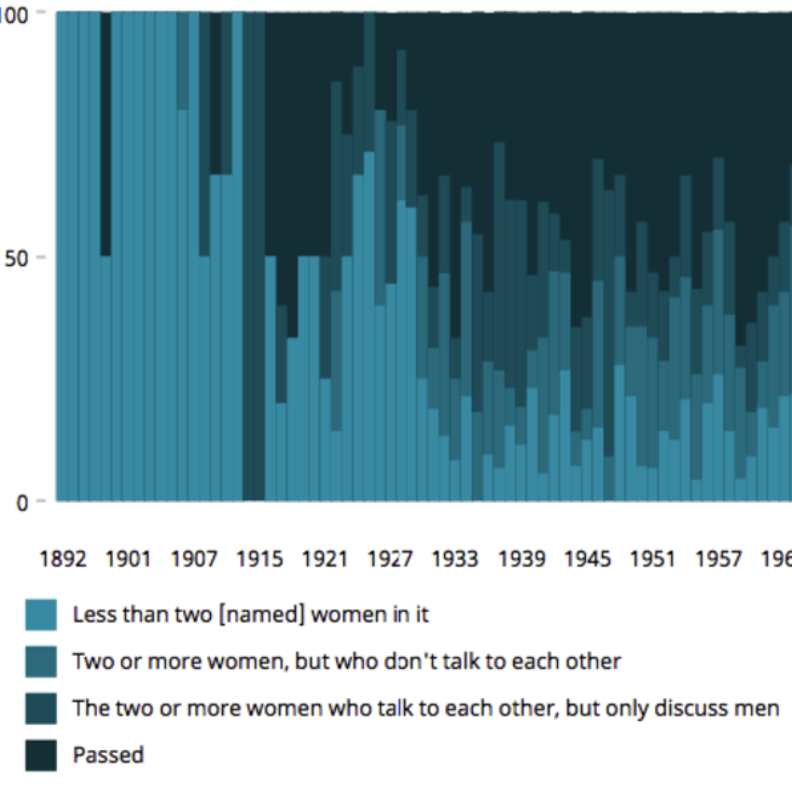 100
50
0
1892 1901 1907 1915 1921 1927 1933 1939 1945 1951 1957 196
Less than two [named] women in it
Two or more women, but who don't talk to each other
The two or more women who talk to each other, but only discuss men
Passed